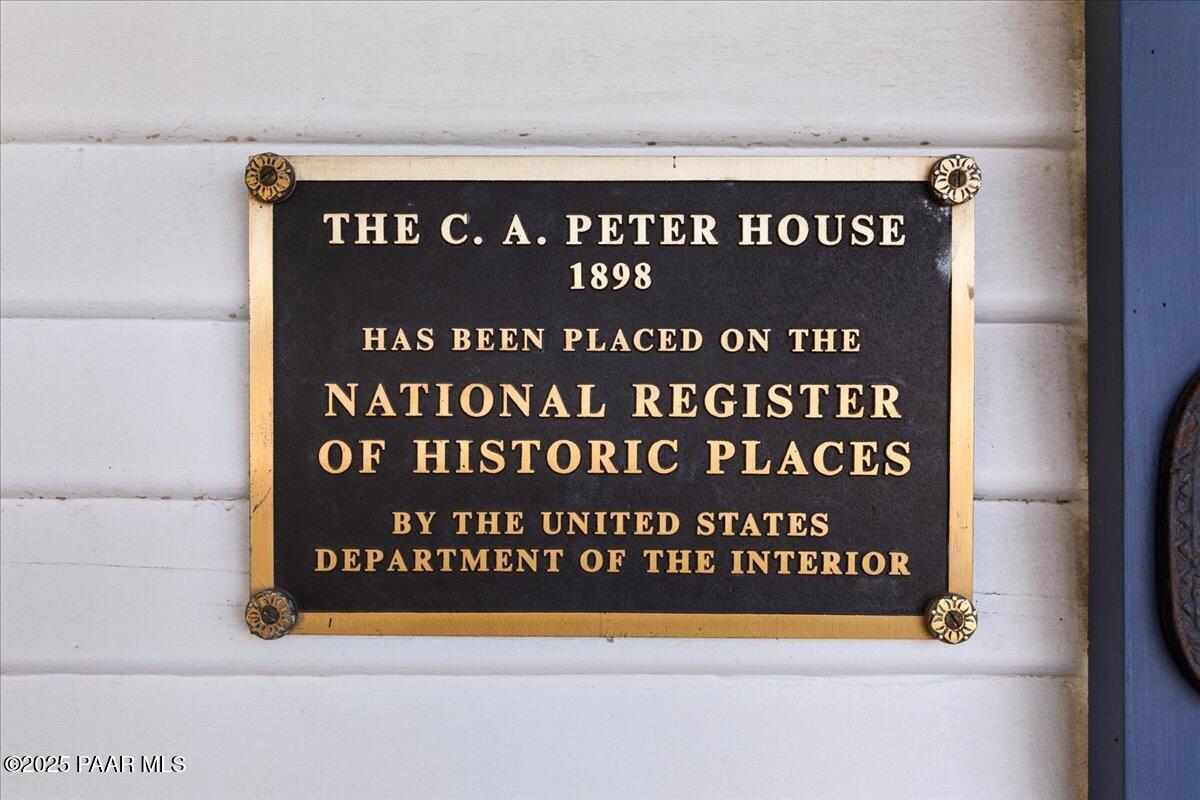 THE C. A. PETER HOUSE
1898
HAS BEEN PLACED ON THE
NATIONAL REGISTER
OF HISTORIC PLACES
BY THE UNITED STATES
DEPARTMENT OF THE INTERIOR
©2025 PAAR MLS